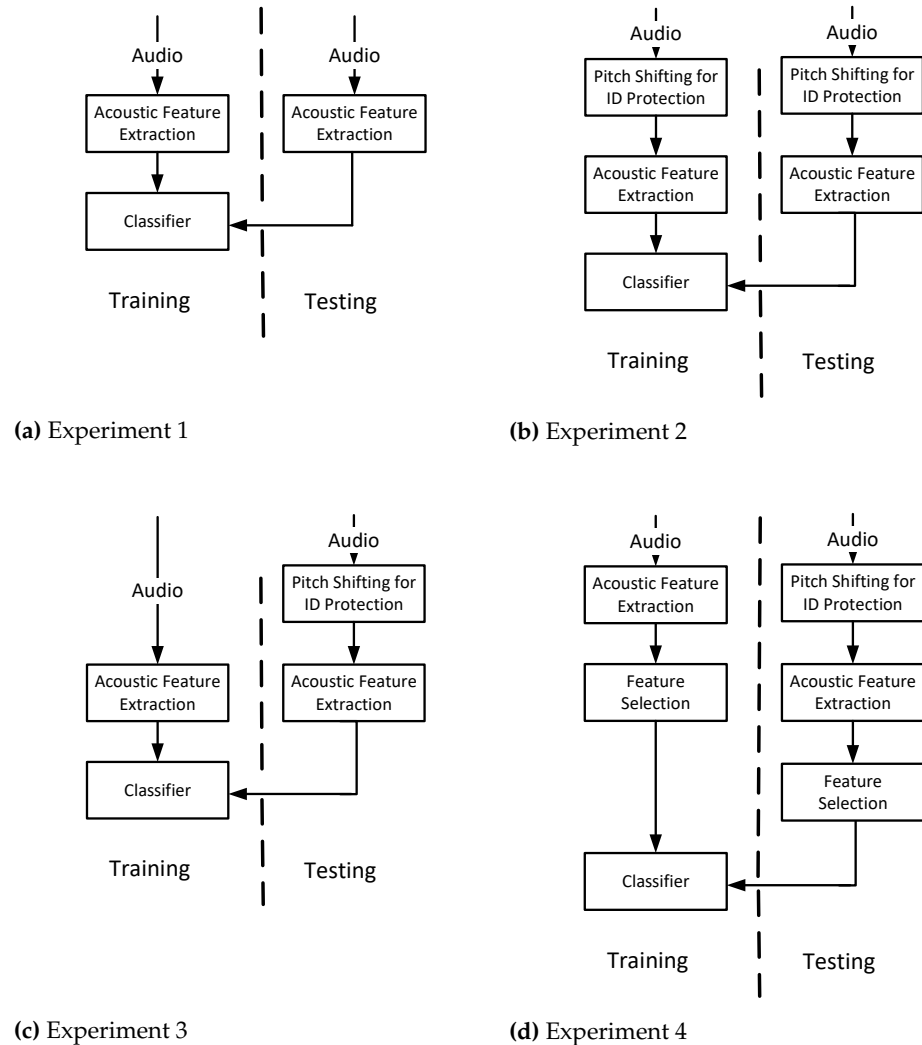 Audio
Acoustic Feature
Extraction
Classifier
Training
Audio
Acoustic Feature
Extraction
Testing
(a) Experiment 1
Audio
Pitch Shifting for
ID Protection
Acoustic Feature
Extraction
Classifier
Training
Audio
Pitch Shifting for
ID Protection
Acoustic Feature
Extraction
Testing
(b) Experiment 2
Audio
Acoustic Feature
Extraction
Classifier
Training
Audio
Pitch Shifting for
ID Protection
Acoustic Feature
Extraction
Testing
(c) Experiment 3
Audio
Acoustic Feature
Extraction
Feature
Selection
Classifier
Training
Audio
Pitch Shifting for
ID Protection
Acoustic Feature
Extraction
Feature
Selection
Testing
(d) Experiment 4